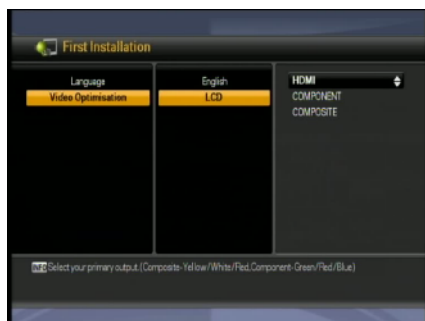 First Installation
Language English HDMI
Video Optimisation LCD COMPONENT
COMPOSITE
INFO Select your primary output.(Composite-Yellow/White/Red,Component-Green/Red/Blue)